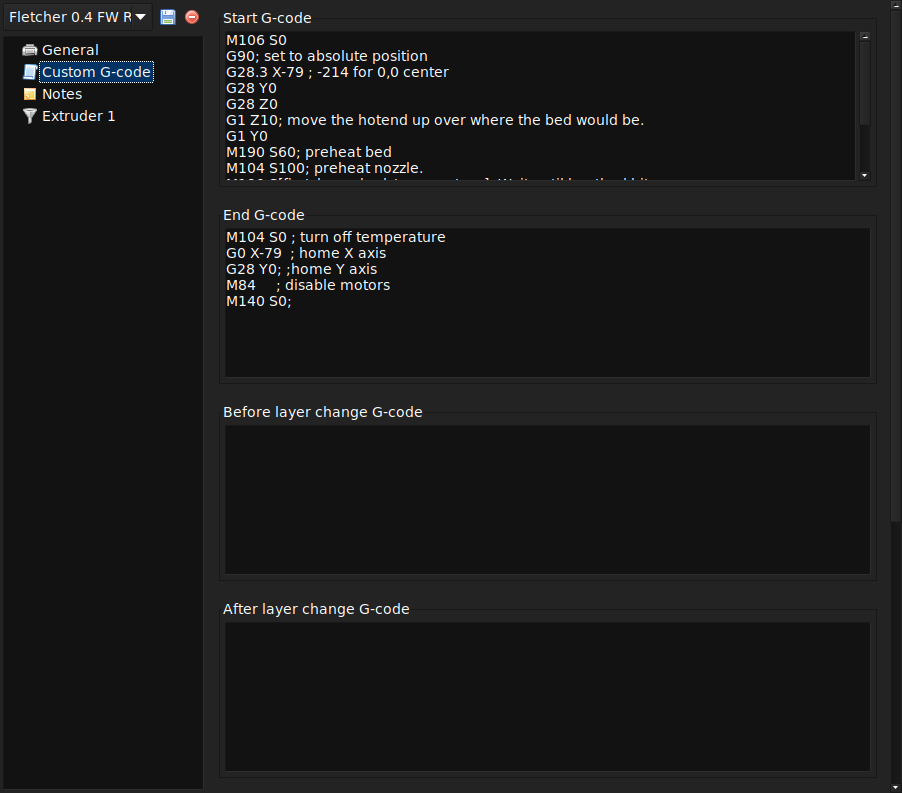 Fletcher 0.4 FW R
General
Custom G-code
Notes
Extruder 1
Start G-code
M106 S0
G90; set to absolute position
G28.3 X-79 ; -214 for 0,0 center
G28 Y0
G28 Z0
G1 Z10; move the hotend up over where the bed would be.
G1 Y0
M190 S60; preheat bed
M104 S100; preheat nozzle.
End G-code
M104 S0 ; turn off temperature
G0 X-79  ; home X axis
G28 Y0; ;home Y axis
M84     ; disable motors
M140 S0;
Before layer change G-code
After layer change G-code